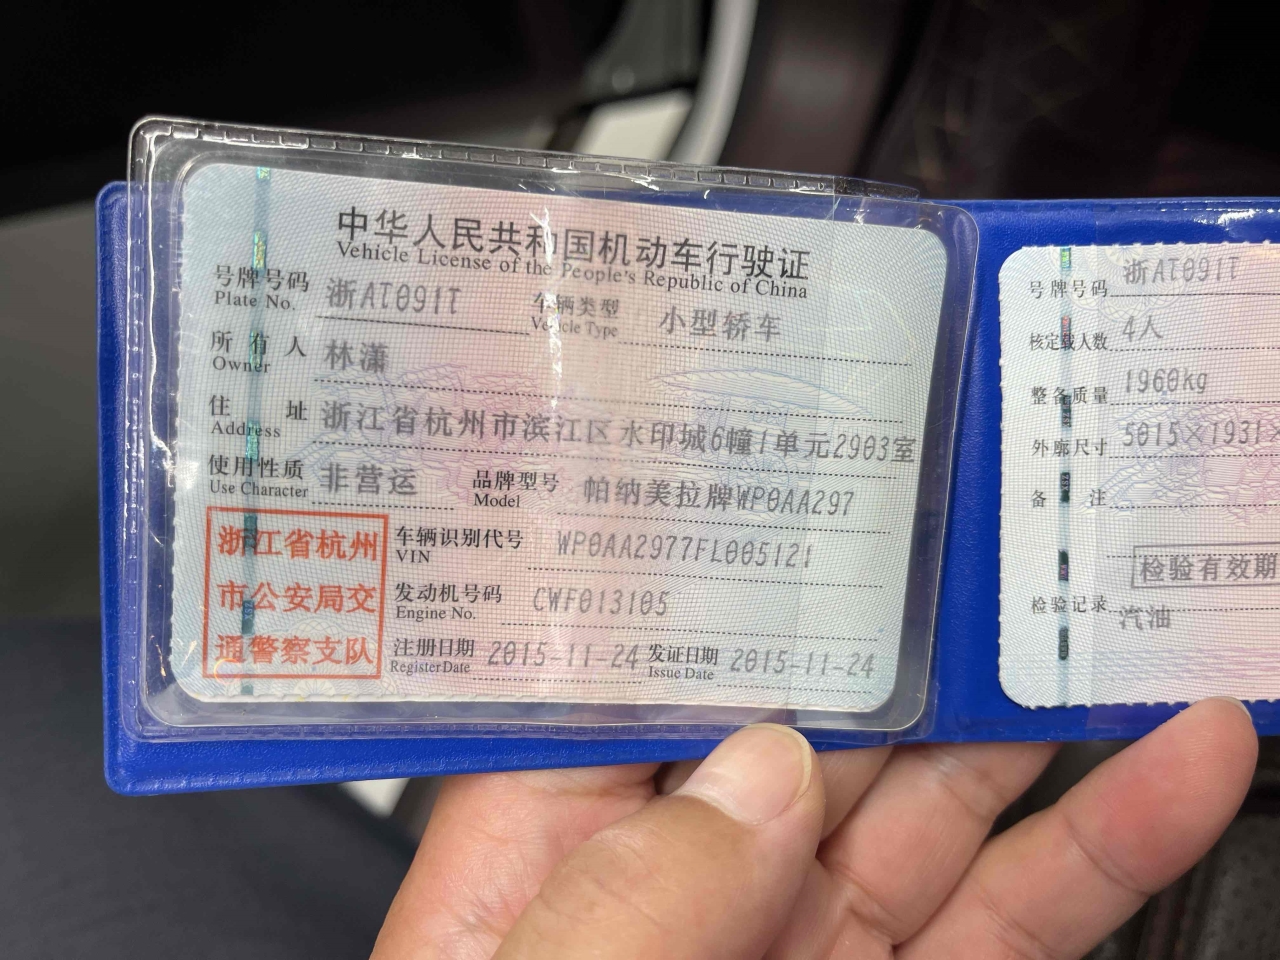 中华人民共和国机动车行驶证
Vehicle License of the People's Republic of China
号牌号码 浙AT091T 车辆类型 小型轿车
Plate No. Vehicle Type
所有人 林潇
Owner
住址 浙江省杭州市滨江区水印城6幢1单元2903室
Address
使用性质 非营运 品牌型号 帕纳美拉牌WP0AA297
Use Character Model
浙江省杭州
市公安局交
通警察支队
车辆识别代号 WP0AA2977FL005121
VIN
发动机号码 CWF013105
Engine No.
注册日期 2015-11-24 发证日期 2015-11-24
Register Date Issue Date
号牌号码 浙AT091T
核定载人数 4人
整备质量 1960kg
外廓尺寸 5015×1931×
备注
检验有效期
检验记录
汽油